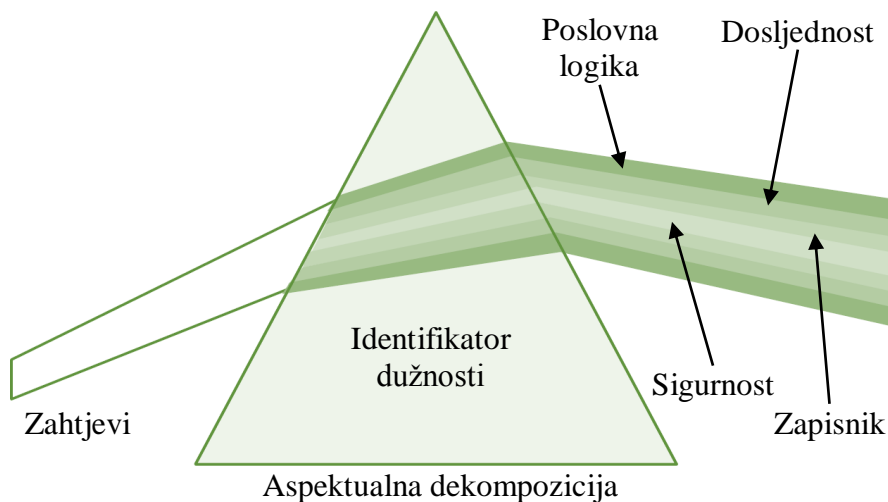 Poslovna
logika
Dosljednost
Identifikator
dužnosti
Sigurnost
Zahtjevi
Zapisnik
Aspektualna dekompozicija